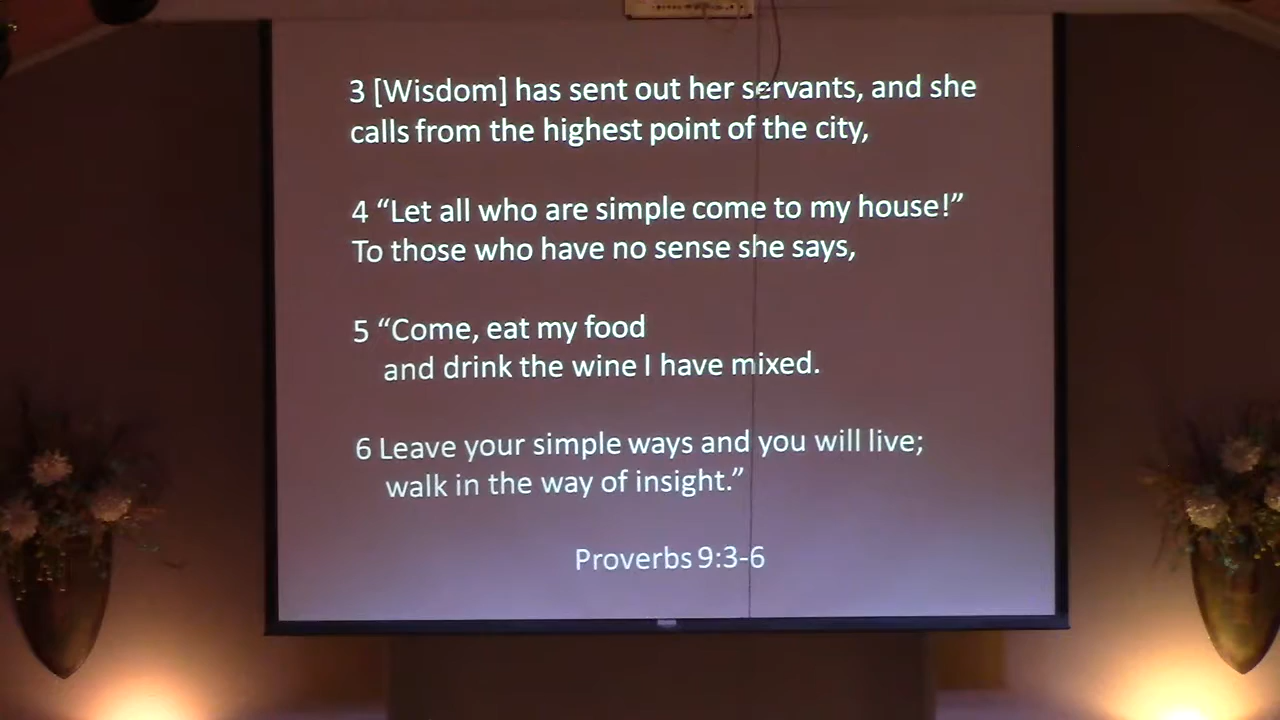 3 [Wisdom] has sent out her servants, and she
calls from the highest point of the city,
4 “Let all who are simple come to my house!”
To those who have no sense she says,
5 “Come, eat my food
and drink the wine I have mixed.
6 Leave your simple ways and you will live;
walk in the way of insight.”
Proverbs 9:3-6